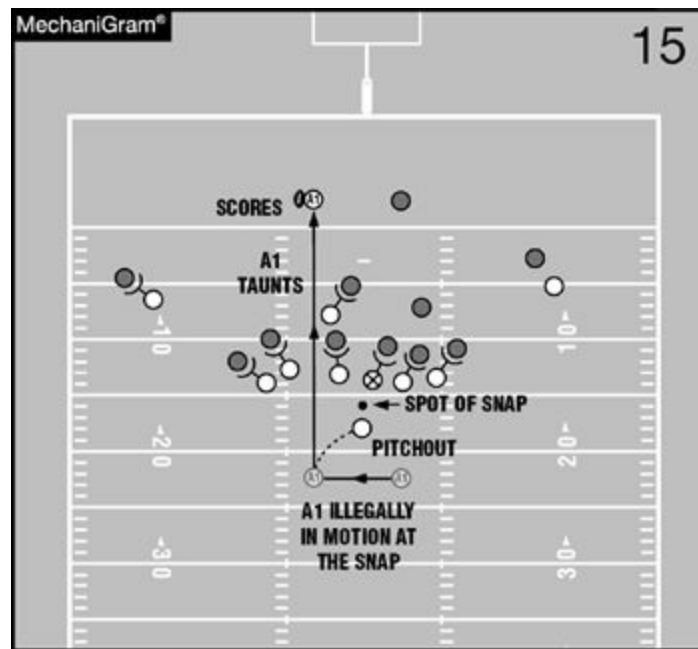 MechaniGram®
15
SCORES
A1
A1
TAUNTS
10
10
SPOT OF SNAP
20
PITCHOUT
20
A1
A1
A1 ILLEGALLY
IN MOTION AT
THE SNAP
30
30